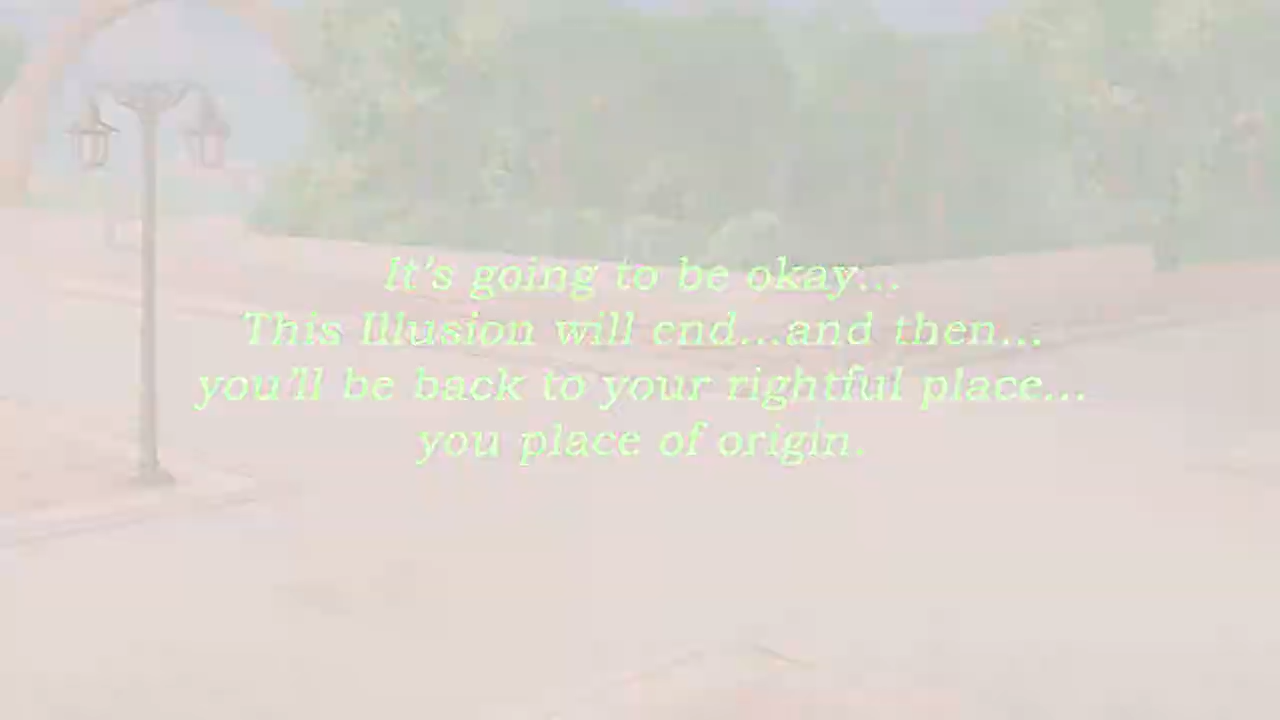 It's going to be okay...
This Illusion will end...and then...
you'll be back to your rightful place...
you place of origin.